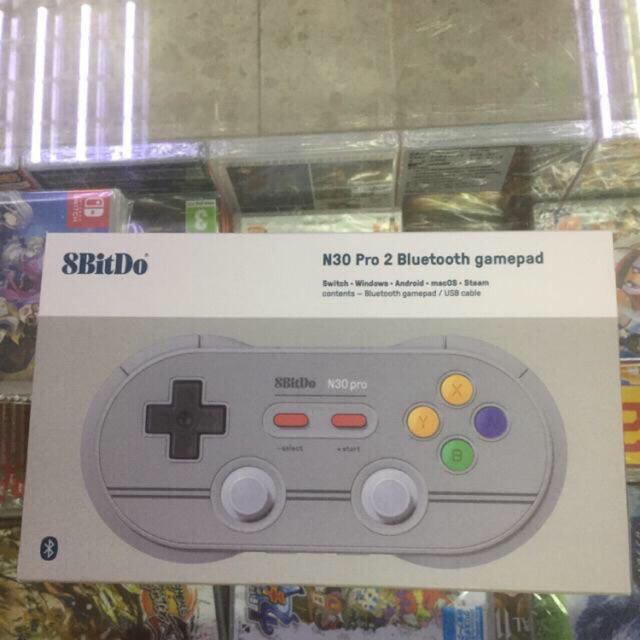 8BitDo
N30 Pro 2 Bluetooth gamepad
Switch • Windows • Android • macOS • Steam
contents — Bluetooth gamepad / USB cable
8BitDo N30 pro
-select +start
X
Y
B